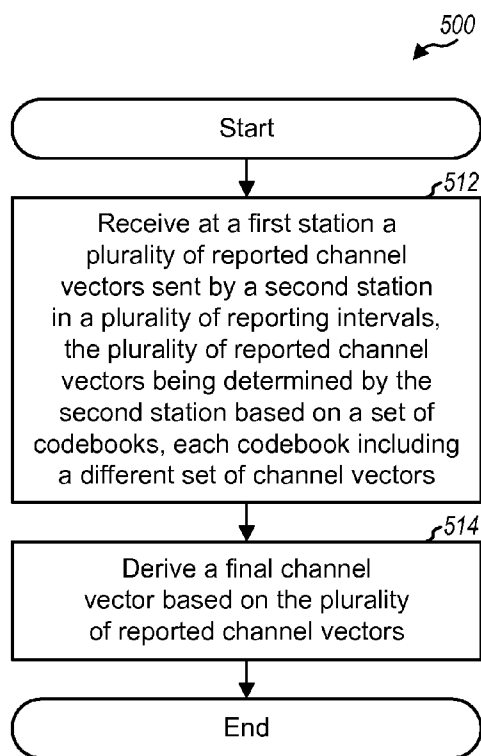 500
Start
512
Receive at a first station a
plurality of reported channel
vectors sent by a second station
in a plurality of reporting intervals,
the plurality of reported channel
vectors being determined by the
second station based on a set of
codebooks, each codebook including
a different set of channel vectors
514
Derive a final channel
vector based on the plurality
of reported channel vectors
End